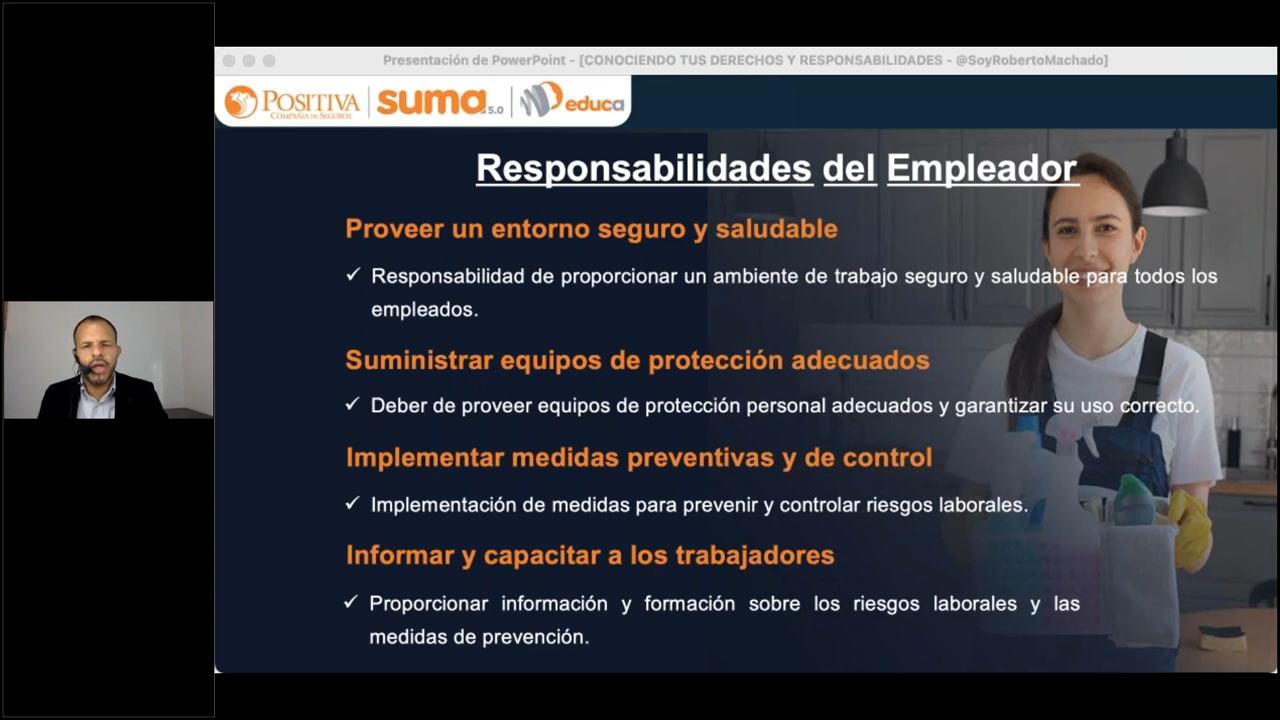 Presentación de PowerPoint - [CONOCIENDO TUS DERECHOS Y RESPONSABILIDADES - @SoyRobertoMachado]
POSITIVA
COMPAÑÍA DE SEGUROS
suma 5.0
educa
Responsabilidades del Empleador
Proveer un entorno seguro y saludable
✓ Responsabilidad de proporcionar un ambiente de trabajo seguro y saludable para todos los
empleados.
Suministrar equipos de protección adecuados
✓ Deber de proveer equipos de protección personal adecuados y garantizar su uso correcto.
Implementar medidas preventivas y de control
✓ Implementación de medidas para prevenir y controlar riesgos laborales.
Informar y capacitar a los trabajadores
✓ Proporcionar información y formación sobre los riesgos laborales y las
medidas de prevención.